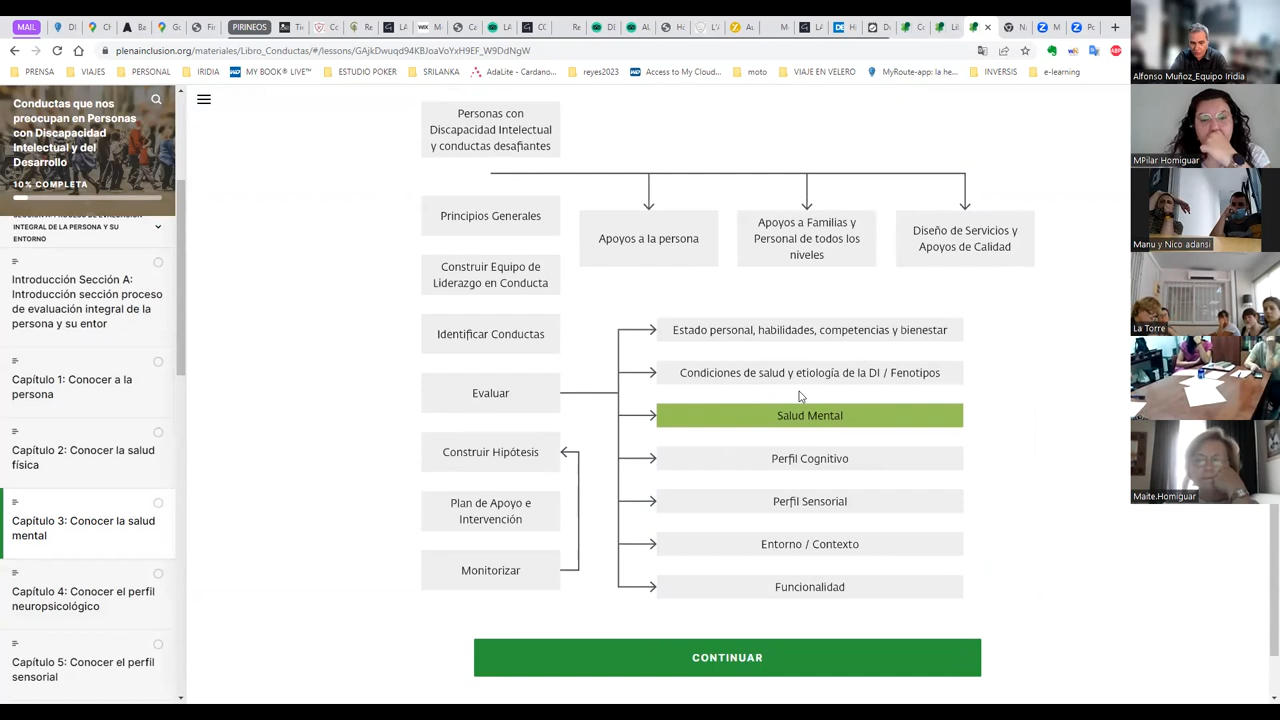 MAIL
PIRINEOS
plenainclusion.org/materiales/Libro_Conductas/#/lessons/GAjkDwuqd94KBJoaVoYxH9EF_W9DdNgW
PRENSA
VIAJES
PERSONAL
IRIDIA
MY BOOK® LIVE™
ESTUDIO POKER
SRILANKA
AdaLite - Cardano...
reyes2023
Access to My Cloud...
moto
VIAJE EN VELERO
MyRoute-app: la he...
INVERSIS
e-learning
Conductas que nos
preocupan en Personas
con Discapacidad
Intelectual y del
Desarrollo
10% COMPLETA
INTEGRAL DE LA PERSONA Y SU
ENTORNO
Introducción Sección A:
Introducción sección proceso
de evaluación integral de la
persona y su entor
Capítulo 1: Conocer a la
persona
Capítulo 2: Conocer la salud
física
Capítulo 3: Conocer la salud
mental
Capítulo 4: Conocer el perfil
neuropsicológico
Capítulo 5: Conocer el perfil
sensorial
Personas con
Discapacidad Intelectual
y conductas desafiantes
Principios Generales
Apoyos a la persona
Apoyos a Familias y
Personal de todos los
niveles
Diseño de Servicios y
Apoyos de Calidad
Construir Equipo de
Liderazgo en Conducta
Identificar Conductas
Evaluar
Construir Hipótesis
Plan de Apoyo e
Intervención
Monitorizar
Estado personal, habilidades, competencias y bienestar
Condiciones de salud y etiología de la DI / Fenotipos
Salud Mental
Perfil Cognitivo
Perfil Sensorial
Entorno / Contexto
Funcionalidad
CONTINUAR
Alfonso Muñoz_Equipo Iridia
MPilar Homiguar
Manu y Nico adansi
La Torre
Maite.Homiguar